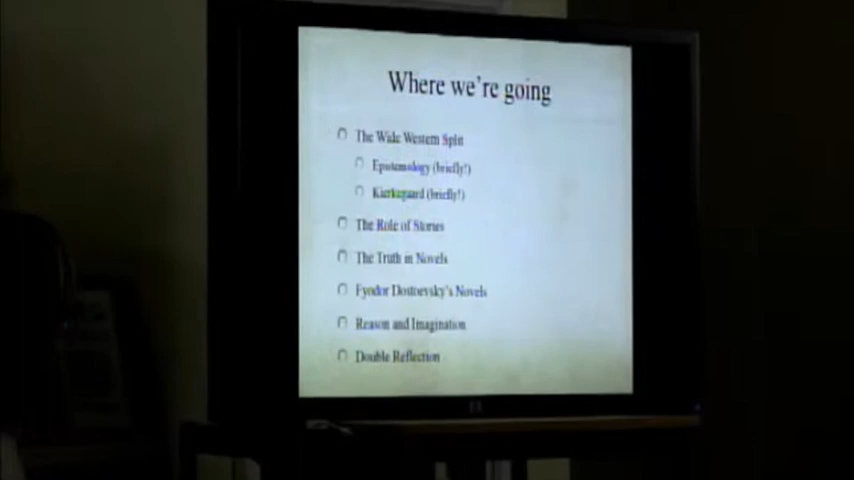 Where we're going
The Wide Western Split
Epistemology (briefly!)
Kierkegaard (briefly!)
The Role of Stories
The Truth in Novels
Fyodor Dostoevsky's Novels
Reason and Imagination
Double Reflection